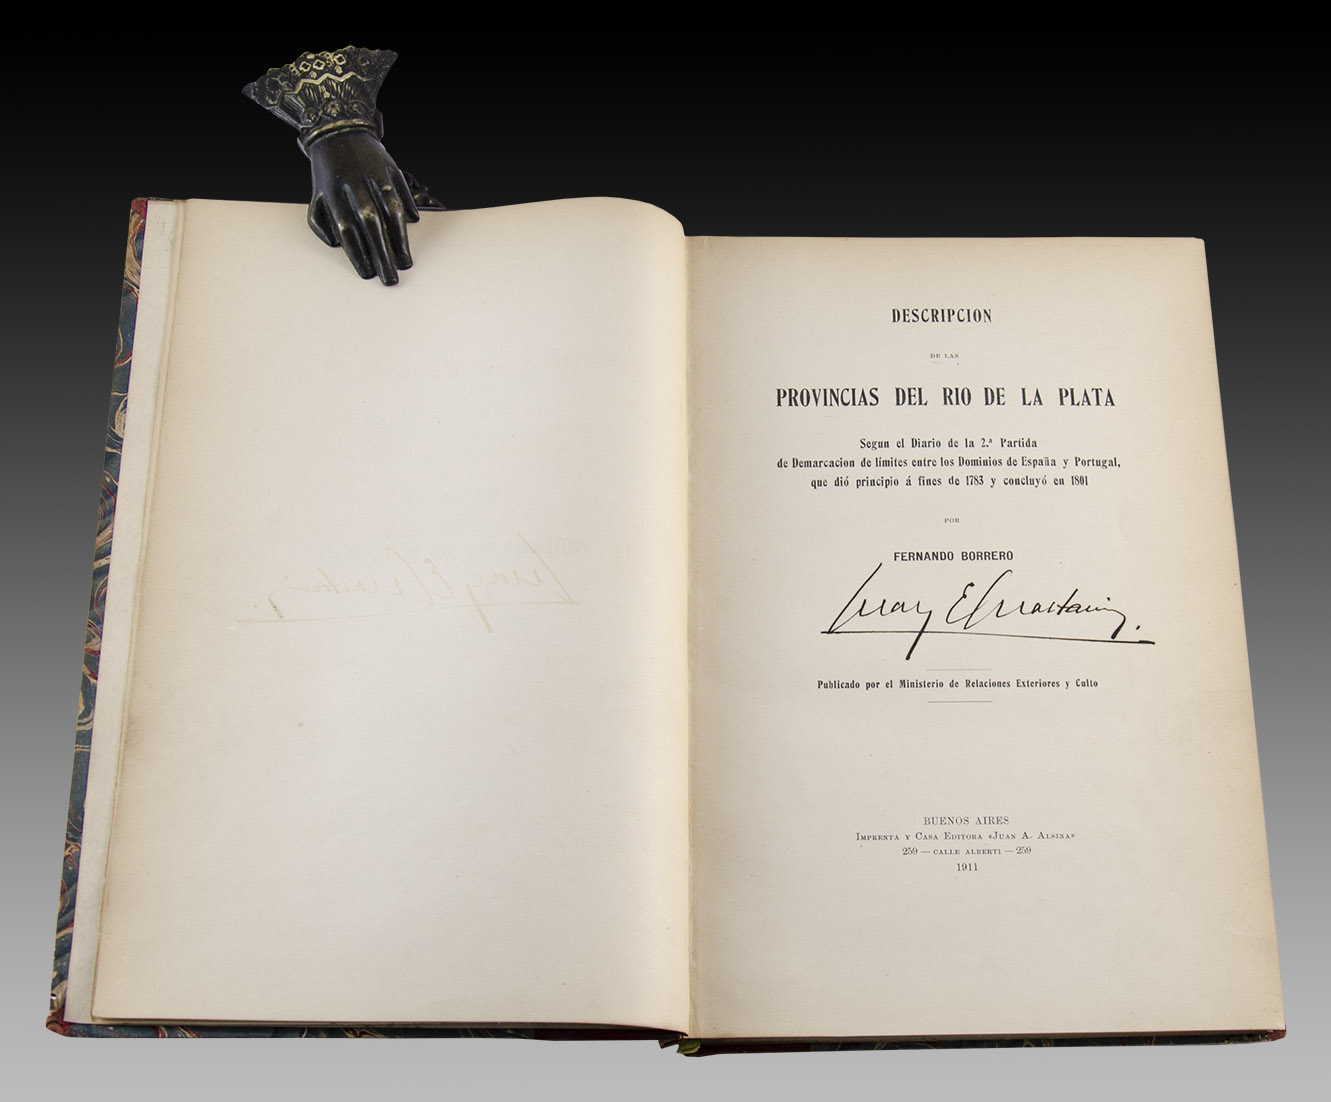 DESCRIPCION
DE LAS
PROVINCIAS DEL RIO DE LA PLATA
Segun el Diario de la 2.ª Partida
de Demarcacion de límites entre los Dominios de España y Portugal,
que dió principio á fines de 1783 y concluyó en 1801
POR
FERNANDO BORRERO
Publicado por el Ministerio de Relaciones Exteriores y Culto
BUENOS AIRES
IMPRENTA Y CASA EDITORA «JUAN A. ALSINA»
259 — CALLE ALBERTI — 259
1911